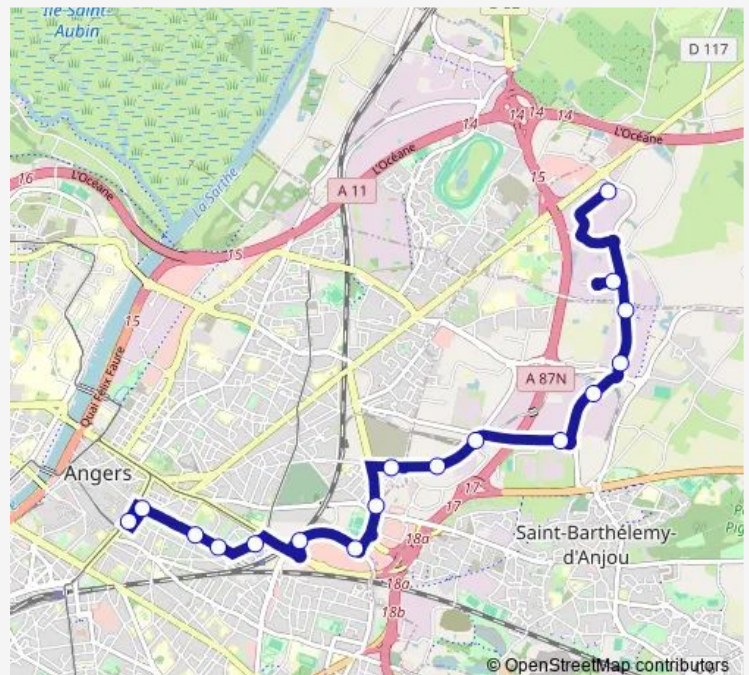 Île-Saint-
Aubin
D 117
14
14
14
14
L'Océane
L'Océane
15
16
L'Océane
A 11
La Sarthe
15
15
Quai Félix Faure
A 87N
Angers
17
17
Saint-Barthélemy-
d'Anjou
18a
18a
18b
© OpenStreetMap contributors